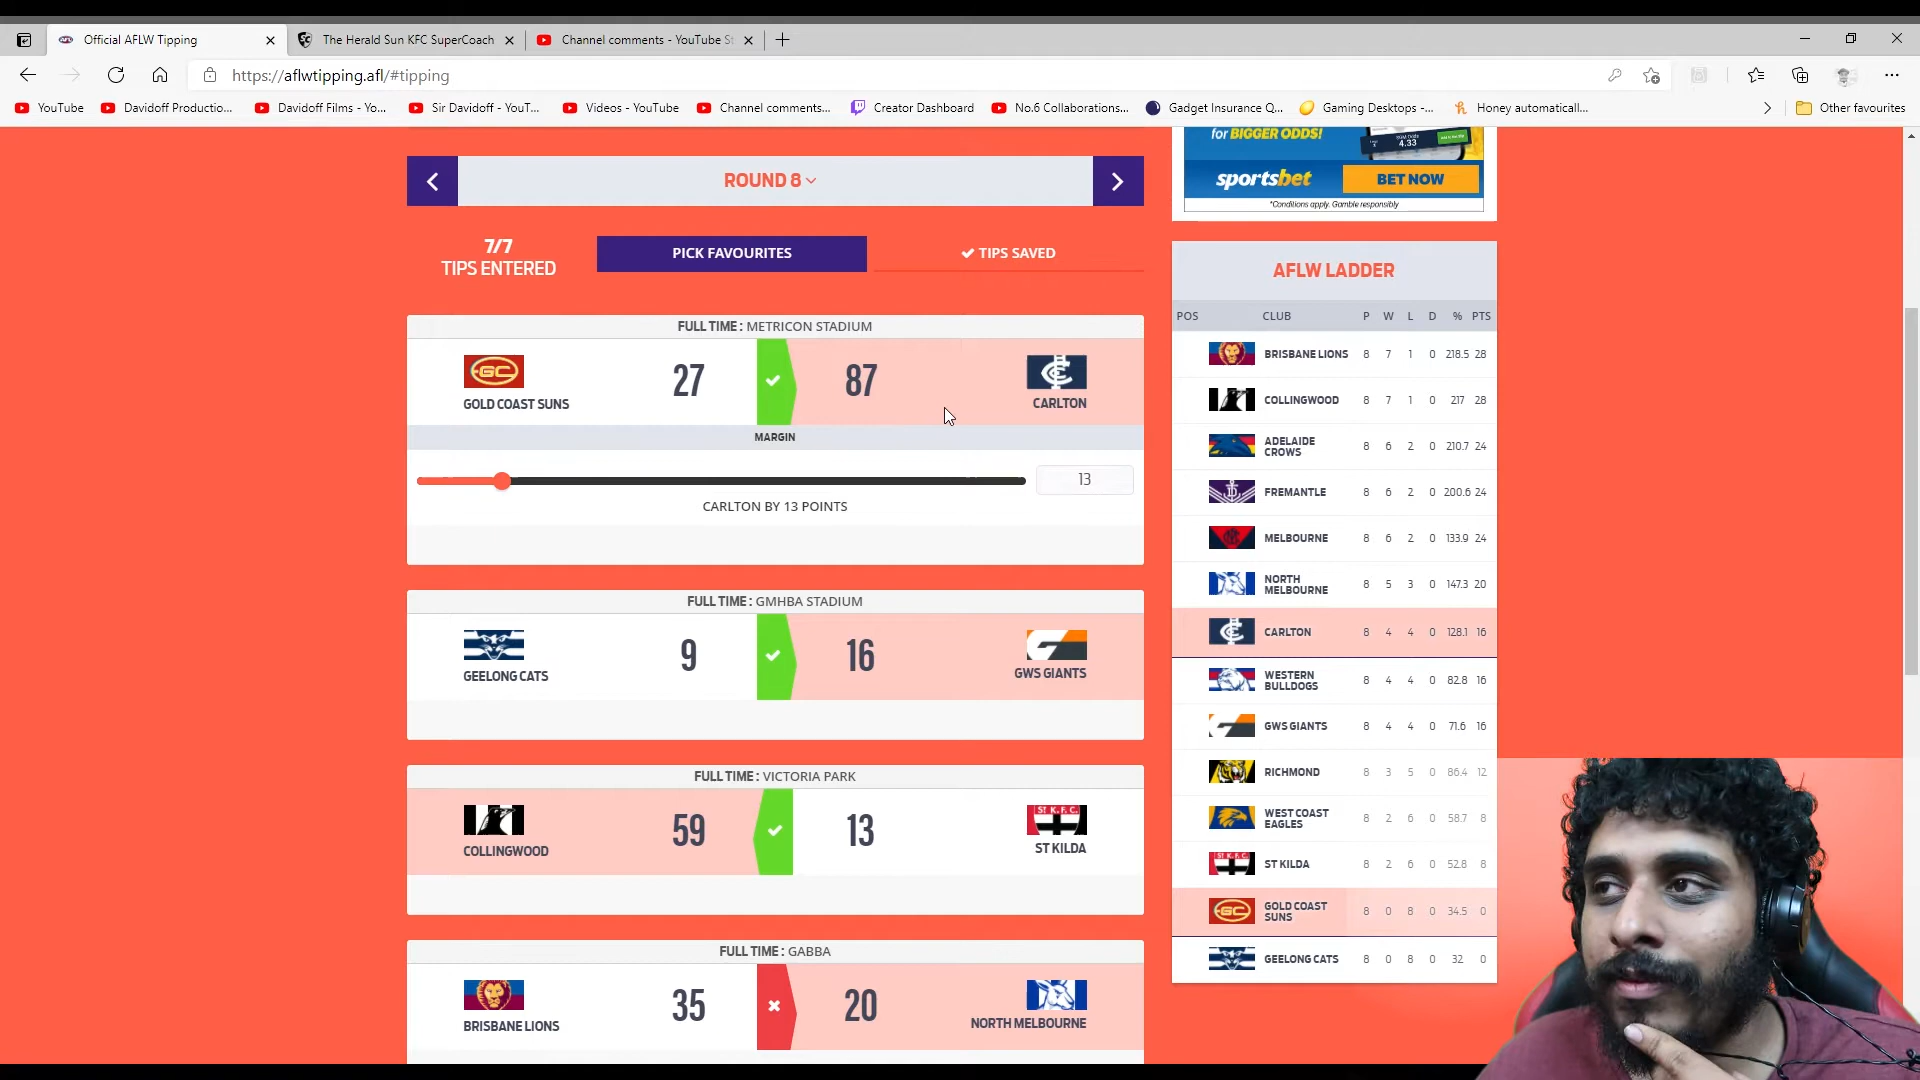 Official AFLW Tipping
The Herald Sun KFC SuperCoach
Channel comments - YouTube St
https://aflwtipping.afl/#tipping
YouTube
Davidoff Productio...
Davidoff Films - Yo...
Sir Davidoff - YouT...
Videos - YouTube
Channel comments...
Creator Dashboard
No.6 Collaborations...
Gadget Insurance Q...
Gaming Desktops -...
Honey automaticall...
Other favourites
ROUND 8
7/7
TIPS ENTERED
PICK FAVOURITES
TIPS SAVED
FULL TIME : METRICON STADIUM
GOLD COAST SUNS
27
87
CARLTON
MARGIN
13
CARLTON BY 13 POINTS
FULL TIME : GMHBA STADIUM
GEELONG CATS
9
16
GWS GIANTS
FULL TIME : VICTORIA PARK
COLLINGWOOD
59
13
ST K.F.C.
ST KILDA
FULL TIME : GABBA
BRISBANE LIONS
35
20
NORTH MELBOURNE
for BIGGER ODDS!
4.33
sportsbet
BET NOW
*Conditions apply. Gamble responsibly
AFLW LADDER
POS CLUB P W L D % PTS
BRISBANE LIONS 8 7 1 0 218.5 28
COLLINGWOOD 8 7 1 0 217 28
ADELAIDE CROWS 8 6 2 0 210.7 24
FREMANTLE 8 6 2 0 200.6 24
MELBOURNE 8 6 2 0 133.9 24
NORTH MELBOURNE 8 5 3 0 147.3 20
CARLTON 8 4 4 0 128.1 16
WESTERN BULLDOGS 8 4 4 0 82.8 16
GWS GIANTS 8 4 4 0 71.6 16
RICHMOND 8 3 5 0 86.4 12
WEST COAST EAGLES 8 2 6 0 58.7 8
ST KILDA 8 2 6 0 52.8 8
GOLD COAST SUNS 8 0 8 0 34.5 0
GEELONG CATS 8 0 8 0 32 0